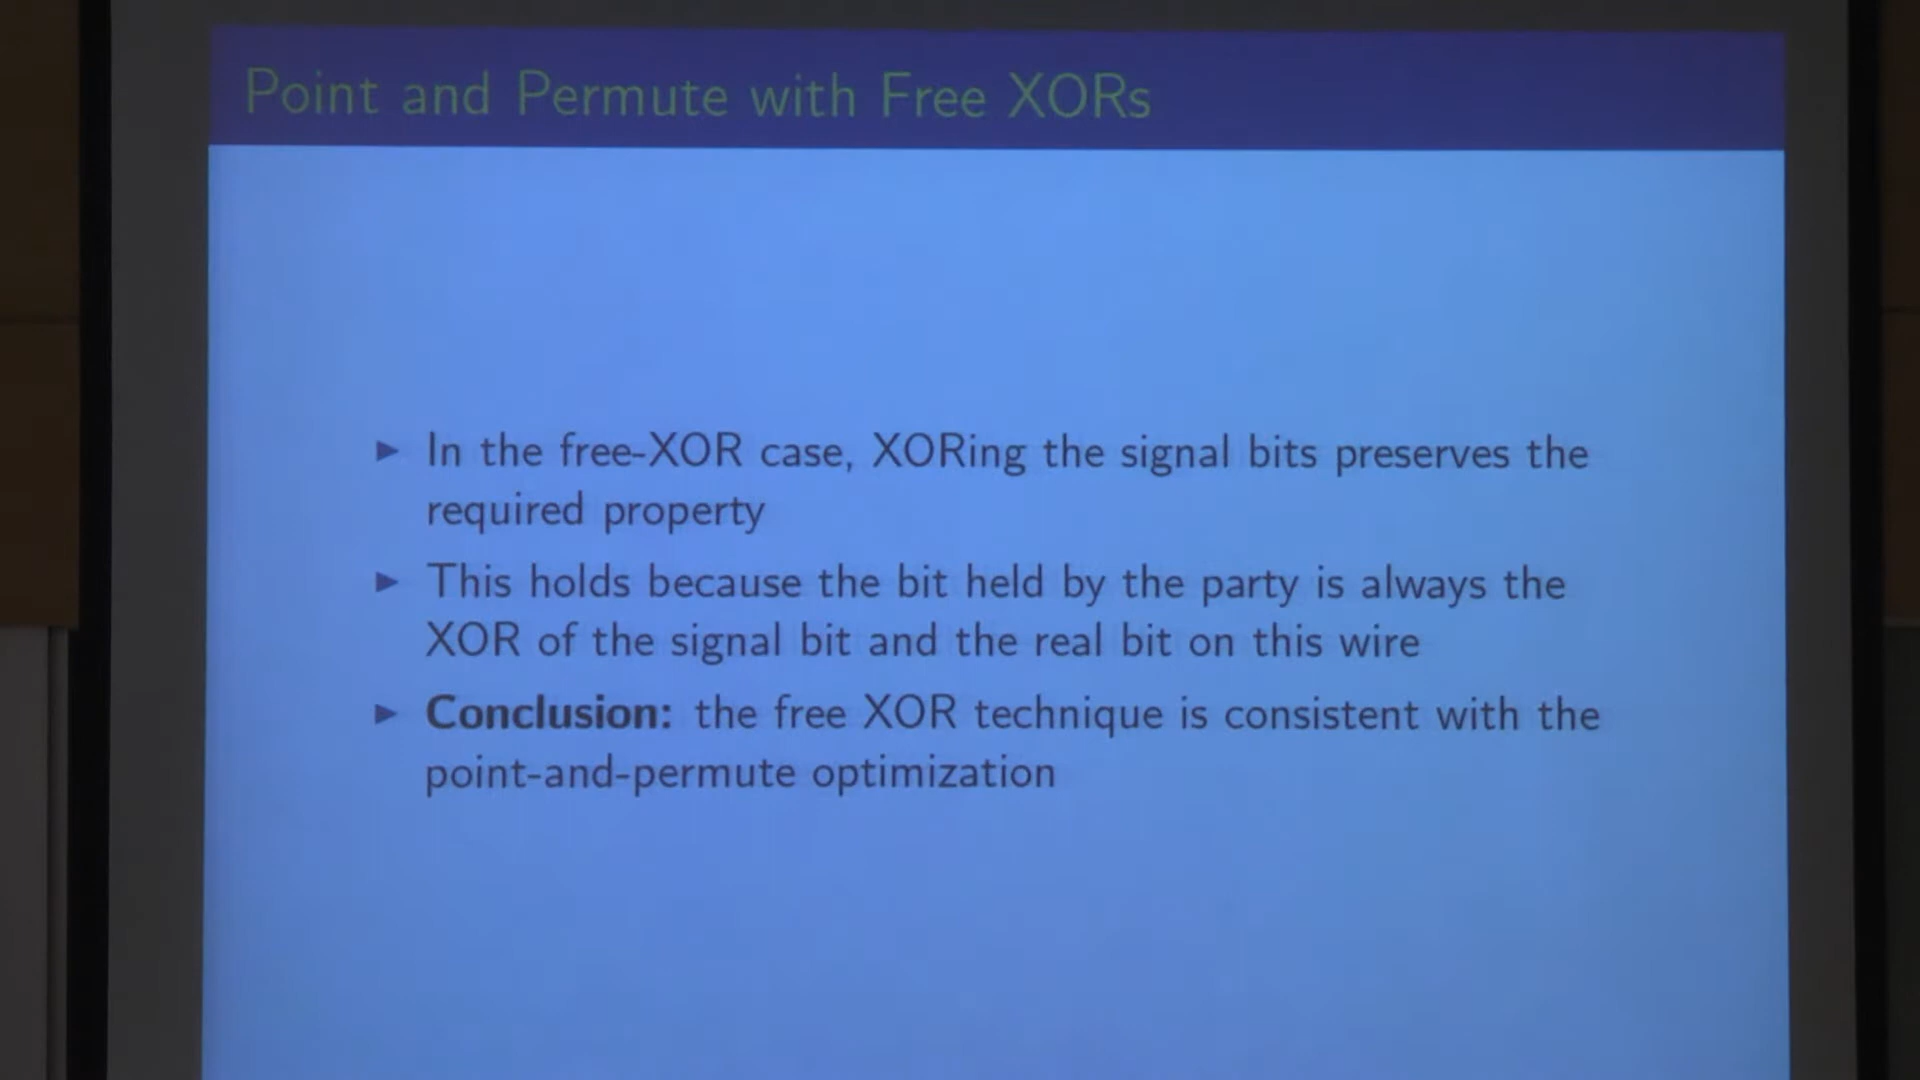 Point and Permute with Free XORs
► In the free-XOR case, XORing the signal bits preserves the
required property
► This holds because the bit held by the party is always the
XOR of the signal bit and the real bit on this wire
► Conclusion: the free XOR technique is consistent with the
point-and-permute optimization